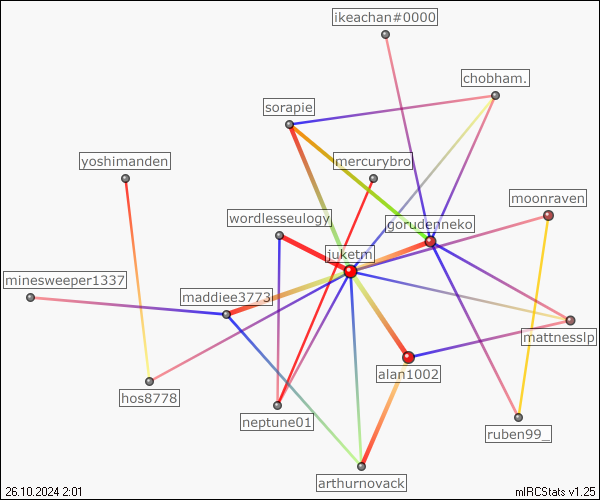 ikeachan#0000
chobham.
sorapie
yoshimanden
mercurybro
moonraven
wordlesseulogy
gorudenneko
juketm
minesweeper1337
maddiee3773
mattnesslp
alan1002
hos8778
neptune01
ruben99_
arthurnovack
26.10.2024 2:01
mIRCStats v1.25